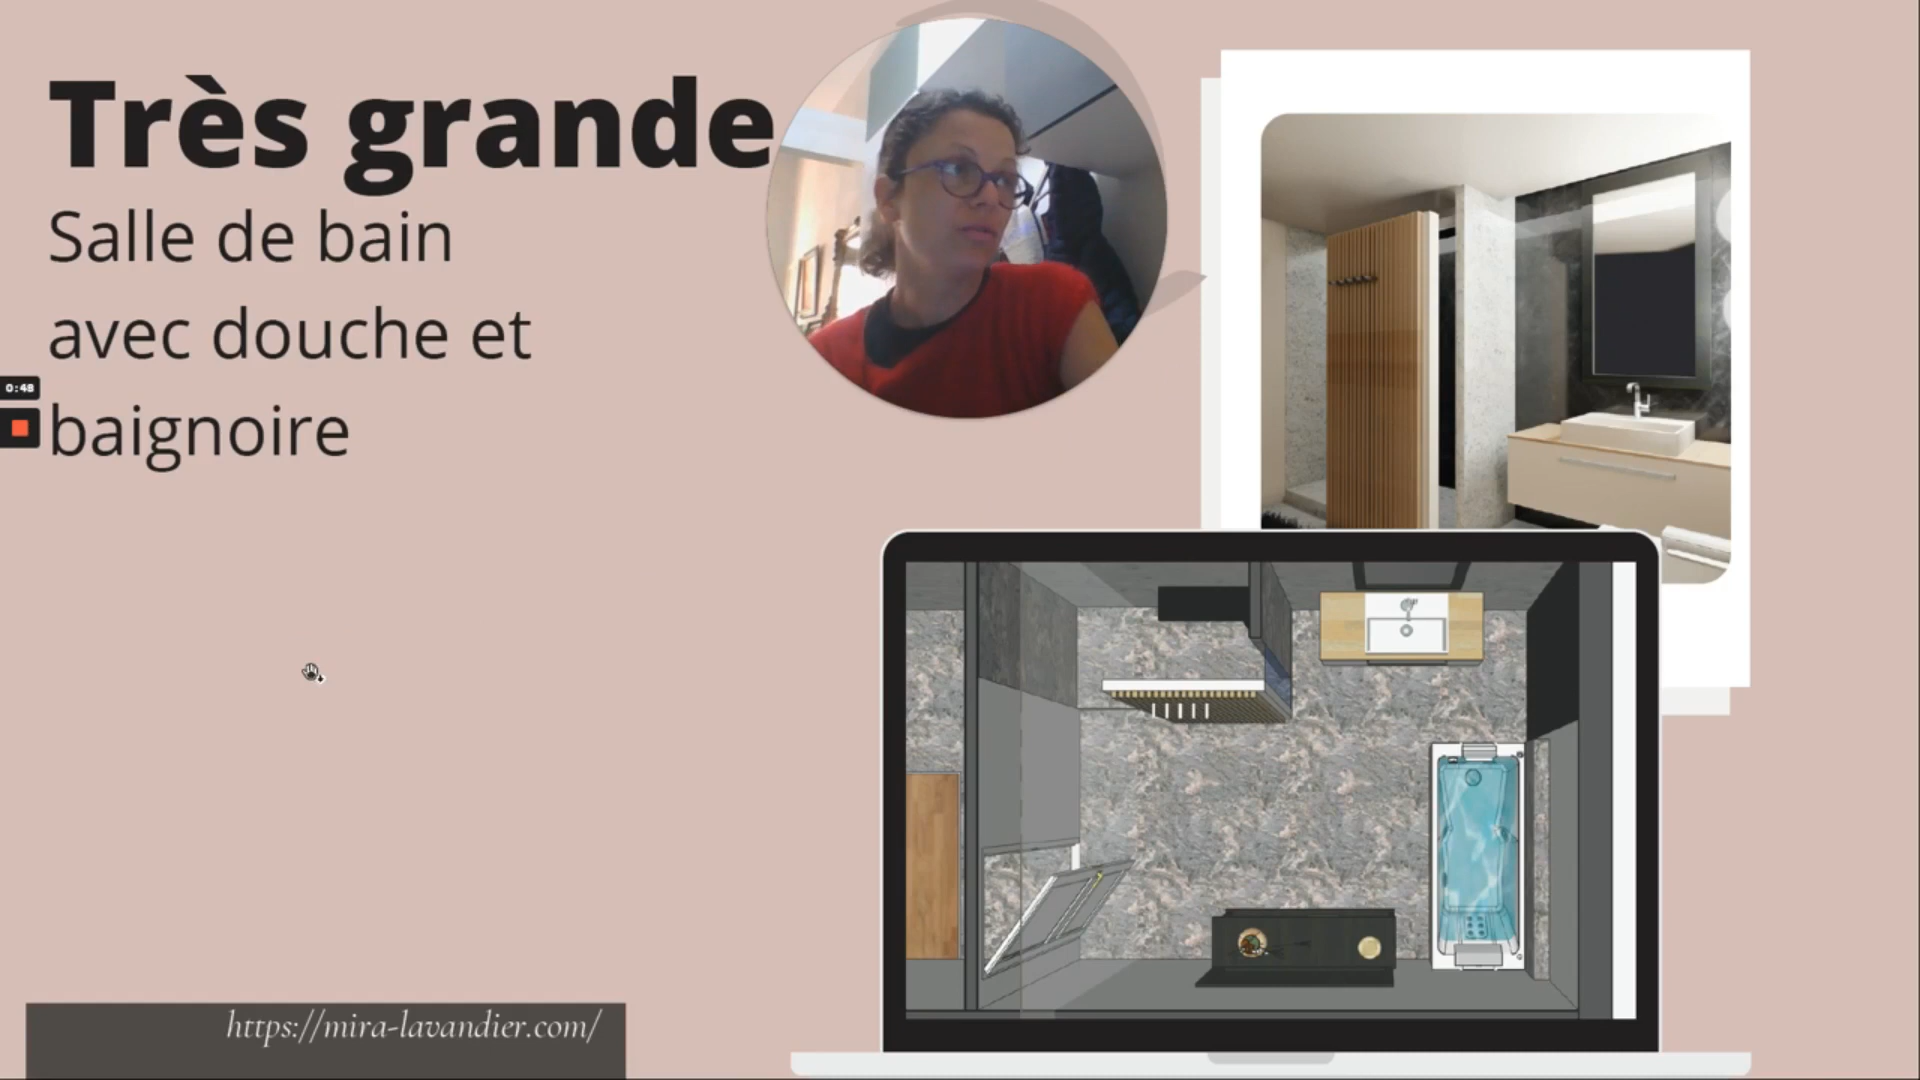 Très grande
Salle de bain
avec douche et
0:48
baignoire
https://mira-lavandier.com/